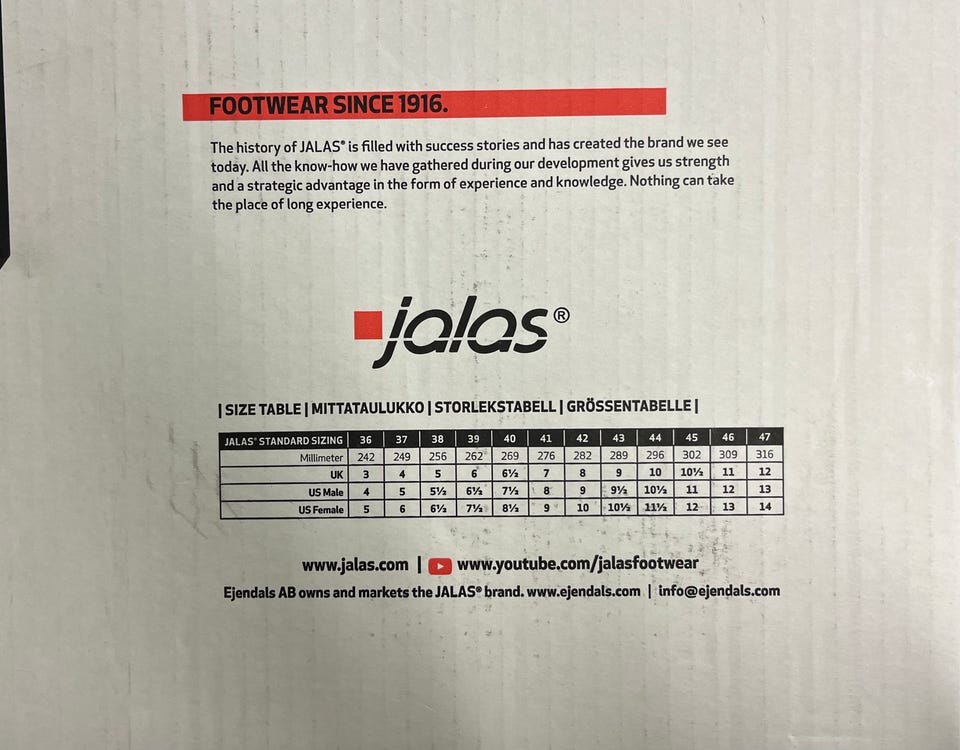 FOOTWEAR SINCE 1916.
The history of JALAS® is filled with success stories and has created the brand we see
today. All the know-how we have gathered during our development gives us strength
and a strategic advantage in the form of experience and knowledge. Nothing can take
the place of long experience.
jalas®
| SIZE TABLE | MITTATAULUKKO | STORLEKSTABELL | GRÖSSENTABELLE |
JALAS® STANDARD SIZING 36 37 38 39 40 41 42 43 44 45 46 47
Millimeter 242 249 256 262 269 276 282 289 296 302 309 316
UK 3 4 5 6 6½ 7 8 9 10 10½ 11 12
US Male 4 5 5½ 6½ 7½ 8 9 9½ 10½ 11 12 13
US Female 5 6 6½ 7½ 8½ 9 10 10½ 11½ 12 13 14
www.jalas.com | www.youtube.com/jalasfootwear
Ejendals AB owns and markets the JALAS® brand. www.ejendals.com | info@ejendals.com